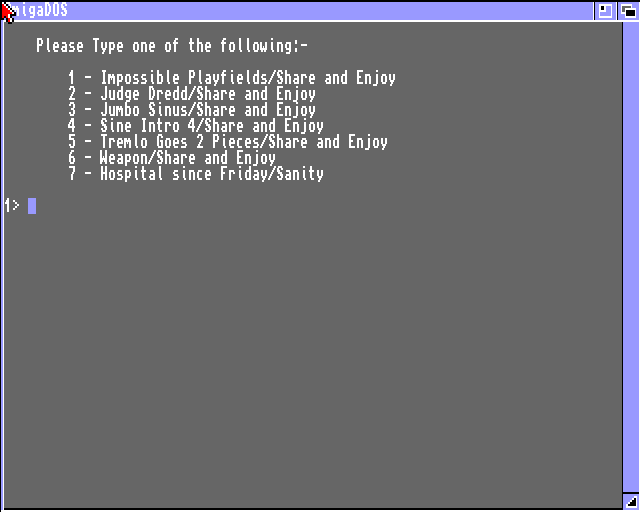 AmigaDOS
Please Type one of the following:-
1 - Impossible Playfields/Share and Enjoy
2 - Judge Dredd/Share and Enjoy
3 - Jumbo Sinus/Share and Enjoy
4 - Sine Intro 4/Share and Enjoy
5 - Tremlo Goes 2 Pieces/Share and Enjoy
6 - Weapon/Share and Enjoy
7 - Hospital since Friday/Sanity
1>